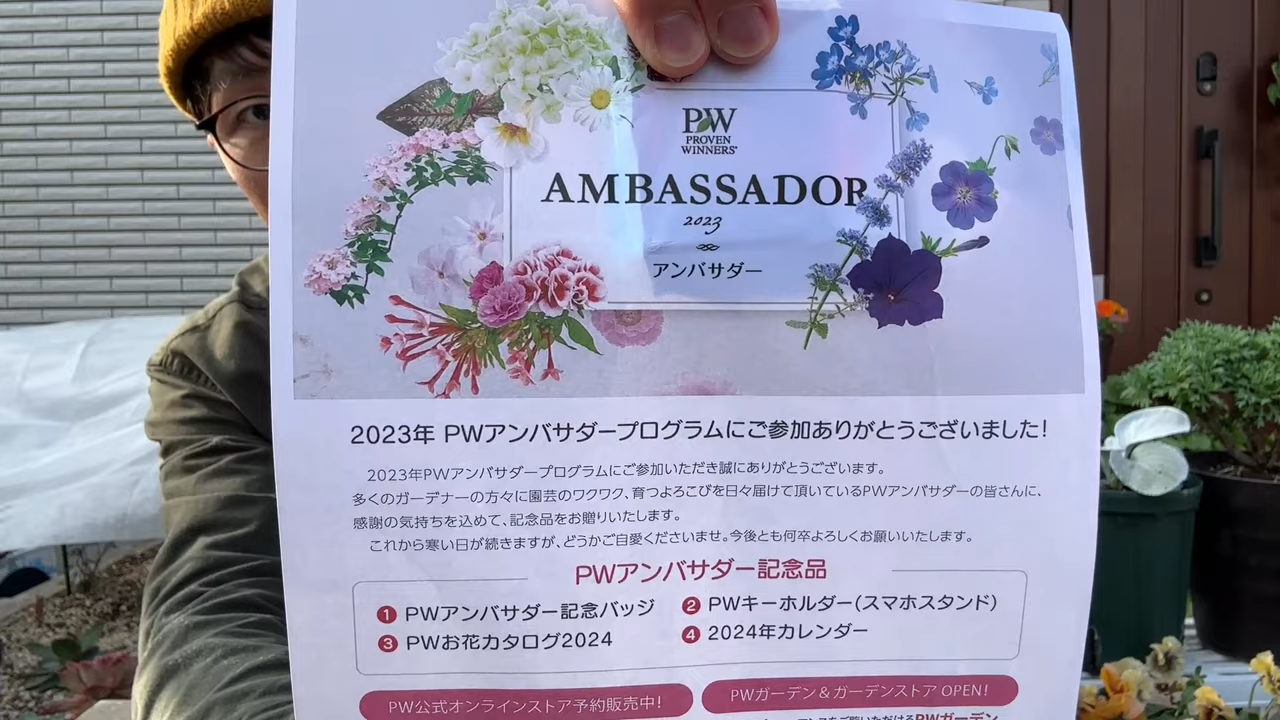 PW
PROVEN
WINNERS®
AMBASSADOR
2023
アンバサダー
2023年 PWアンバサダープログラムにご参加ありがとうございました!
2023年PWアンバサダープログラムにご参加いただき誠にありがとうございます。
多くのガーデナーの方々に園芸のワクワク、育つよろこびを日々届けて頂いているPWアンバサダーの皆さんに、
感謝の気持ちを込めて、記念品をお贈りいたします。
これから寒い日が続きますが、どうかご自愛くださいませ。今後とも何卒よろしくお願いいたします。
PWアンバサダー記念品
1 PWアンバサダー記念バッジ 2 PWキーホルダー(スマホスタンド)
3 PWお花カタログ2024 4 2024年カレンダー
PW公式オンラインストア予約販売中! PWガーデン&ガーデンストア OPEN!
をご覧いただけるPWガーデン